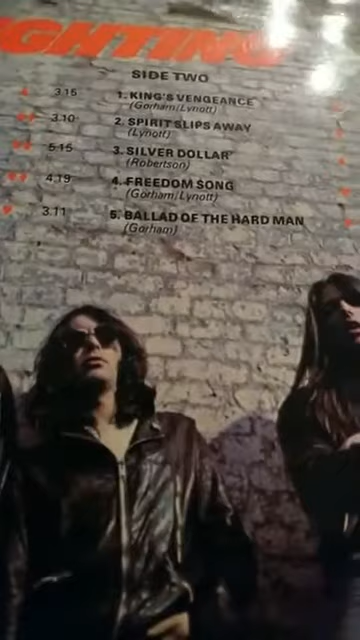 FIGHTING
SIDE TWO
3.15 1. KING'S VENGEANCE
(Gorham/Lynott)
3.10 2. SPIRIT SLIPS AWAY
(Lynott)
5.15 3. SILVER DOLLAR
(Robertson)
4.19 4. FREEDOM SONG
(Gorham/Lynott)
3.11 5. BALLAD OF THE HARD MAN
(Gorham)